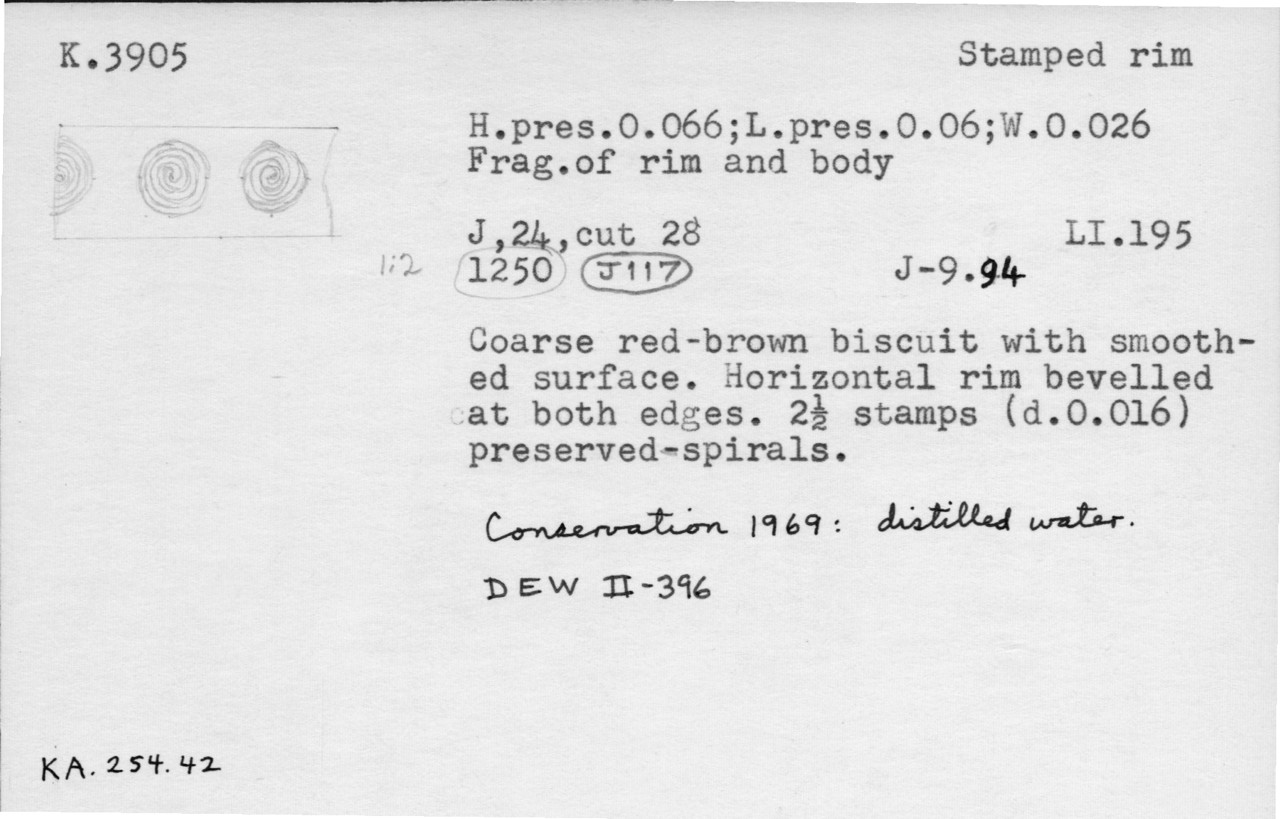 K.3905
Stamped rim
H.pres.0.066;L.pres.0.06;W.0.026
Frag.of rim and body
J,24,cut 28
LI.195
1:2
1250 J117
J-9.94
Coarse red-brown biscuit with smooth-
ed surface. Horizontal rim bevelled
at both edges. 2½ stamps (d.0.016)
preserved-spirals.
Conservation 1969: distilled water.
DEW II-396
KA. 254. 42